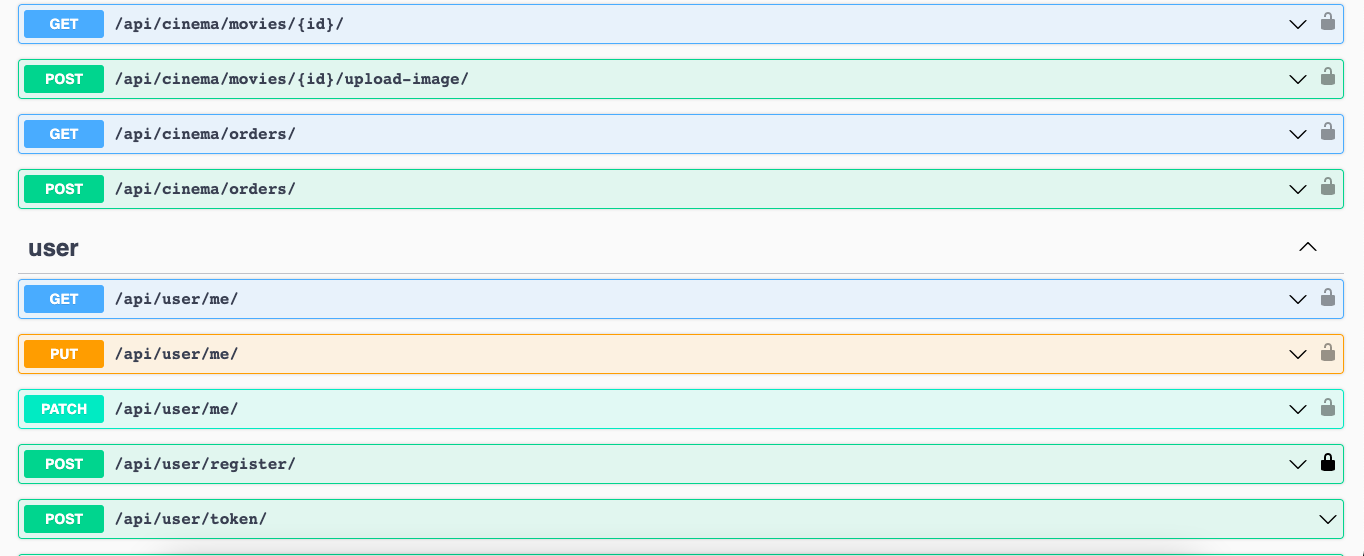 GET /api/cinema/movies/{id}/
POST /api/cinema/movies/{id}/upload-image/
GET /api/cinema/orders/
POST /api/cinema/orders/
user
GET /api/user/me/
PUT /api/user/me/
PATCH /api/user/me/
POST /api/user/register/
POST /api/user/token/